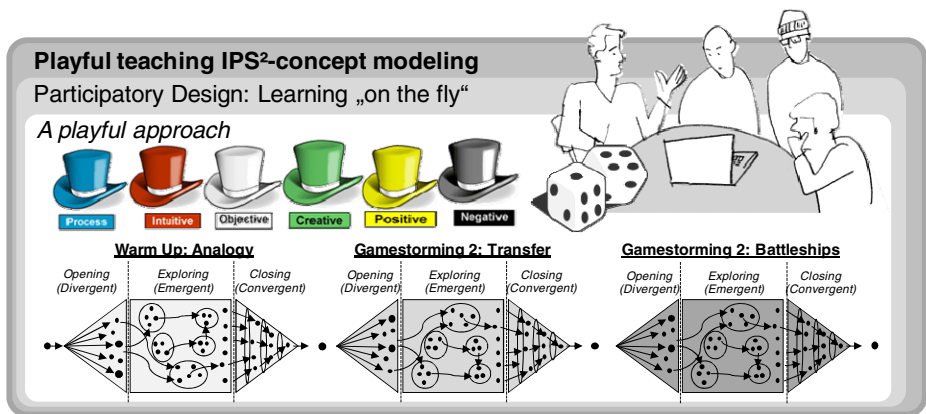 Playful teaching IPS²-concept modeling
Participatory Design: Learning „on the fly“
A playful approach
Process
Intuitive
Objective
Creative
Positive
Negative
Warm Up: Analogy
Gamestorming 2: Transfer
Gamestorming 2: Battleships
Opening
(Divergent)
Exploring
(Emergent)
Closing
(Convergent)
Opening
(Divergent)
Exploring
(Emergent)
Closing
(Convergent)
Opening
(Divergent)
Exploring
(Emergent)
Closing
(Convergent)